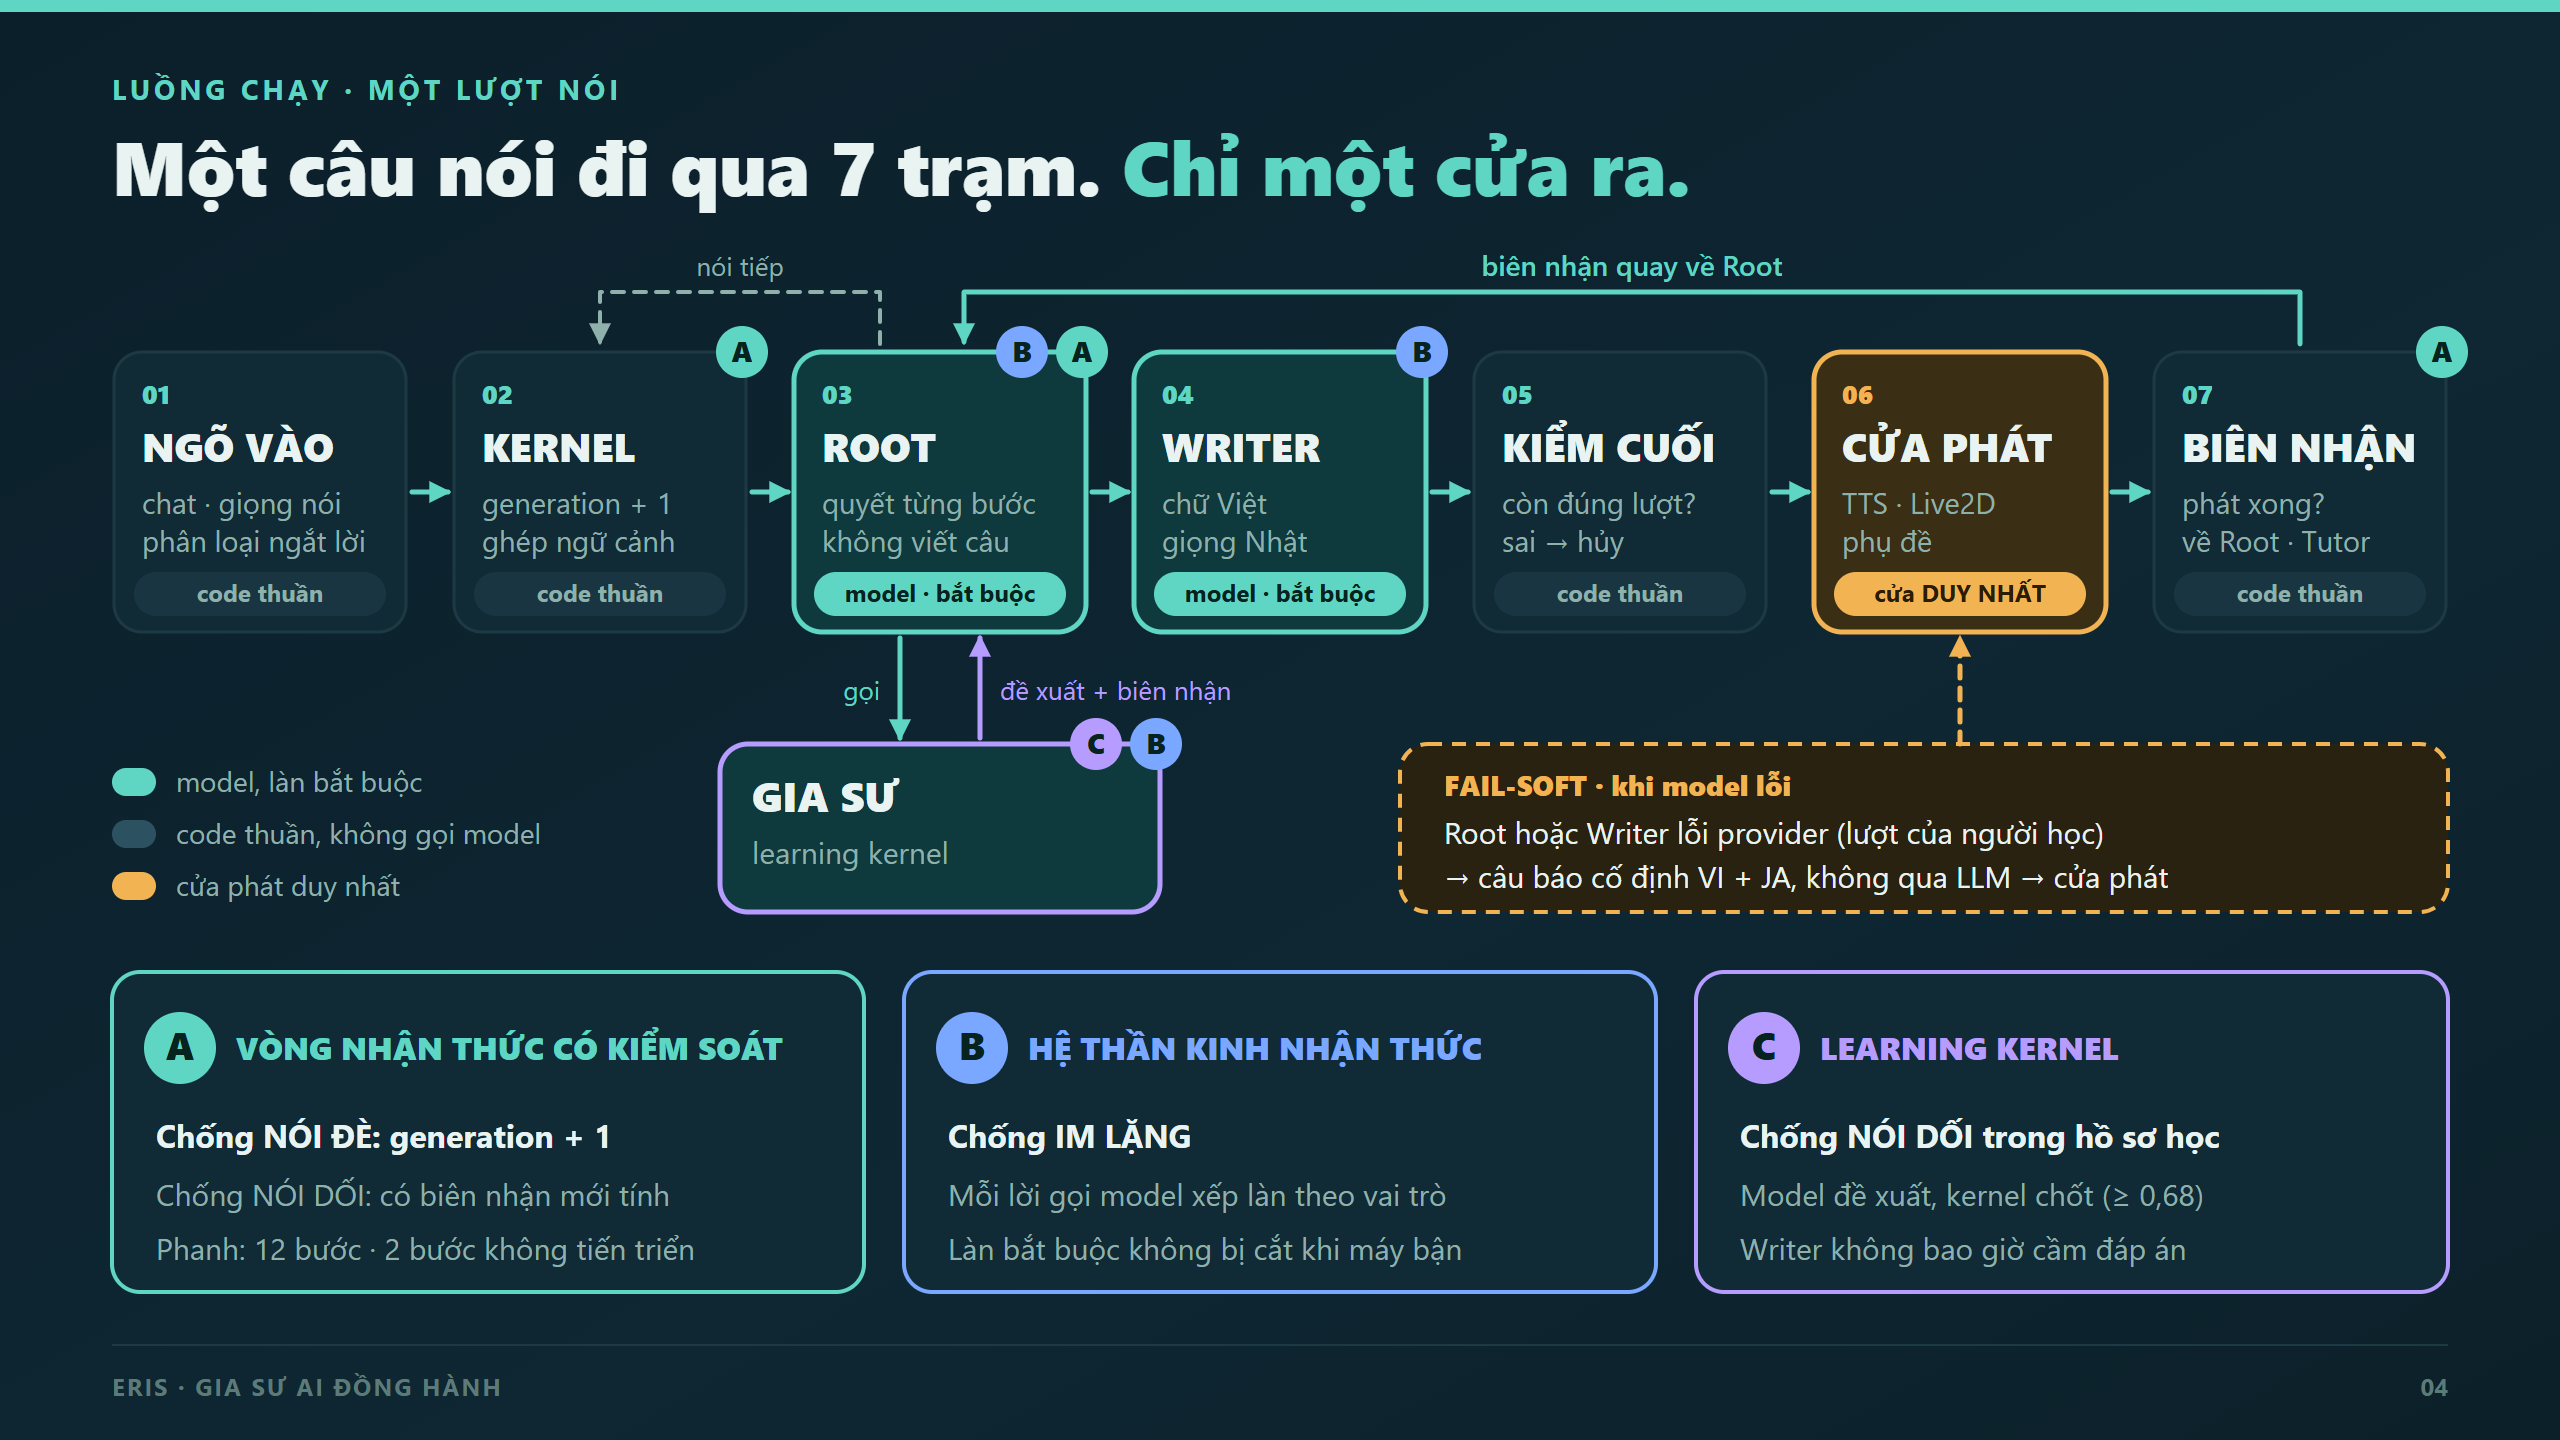 LUỒNG CHẠY · MỘT LƯỢT NÓI
Một câu nói đi qua 7 trạm. Chỉ một cửa ra.
nói tiếp
biên nhận quay về Root
A
B
A
B
A
01
NGÕ VÀO
chat · giọng nói
phân loại ngắt lời
code thuần
02
KERNEL
generation + 1
ghép ngữ cảnh
code thuần
03
ROOT
quyết từng bước
không viết câu
model · bắt buộc
04
WRITER
chữ Việt
giọng Nhật
model · bắt buộc
05
KIỂM CUỐI
còn đúng lượt?
sai → hủy
code thuần
06
CỬA PHÁT
TTS · Live2D
phụ đề
cửa DUY NHẤT
07
BIÊN NHẬN
phát xong?
về Root · Tutor
code thuần
gọi
đề xuất + biên nhận
model, làn bắt buộc
code thuần, không gọi model
cửa phát duy nhất
C
B
GIA SƯ
learning kernel
FAIL-SOFT · khi model lỗi
Root hoặc Writer lỗi provider (lượt của người học)
→ câu báo cố định VI + JA, không qua LLM → cửa phát
A
VÒNG NHẬN THỨC CÓ KIỂM SOÁT
Chống NÓI ĐÈ: generation + 1
Chống NÓI DỐI: có biên nhận mới tính
Phanh: 12 bước · 2 bước không tiến triển
B
HỆ THẦN KINH NHẬN THỨC
Chống IM LẶNG
Mỗi lời gọi model xếp làn theo vai trò
Làn bắt buộc không bị cắt khi máy bận
C
LEARNING KERNEL
Chống NÓI DỐI trong hồ sơ học
Model đề xuất, kernel chốt (≥ 0,68)
Writer không bao giờ cầm đáp án
ERIS · GIA SƯ AI ĐỒNG HÀNH
04